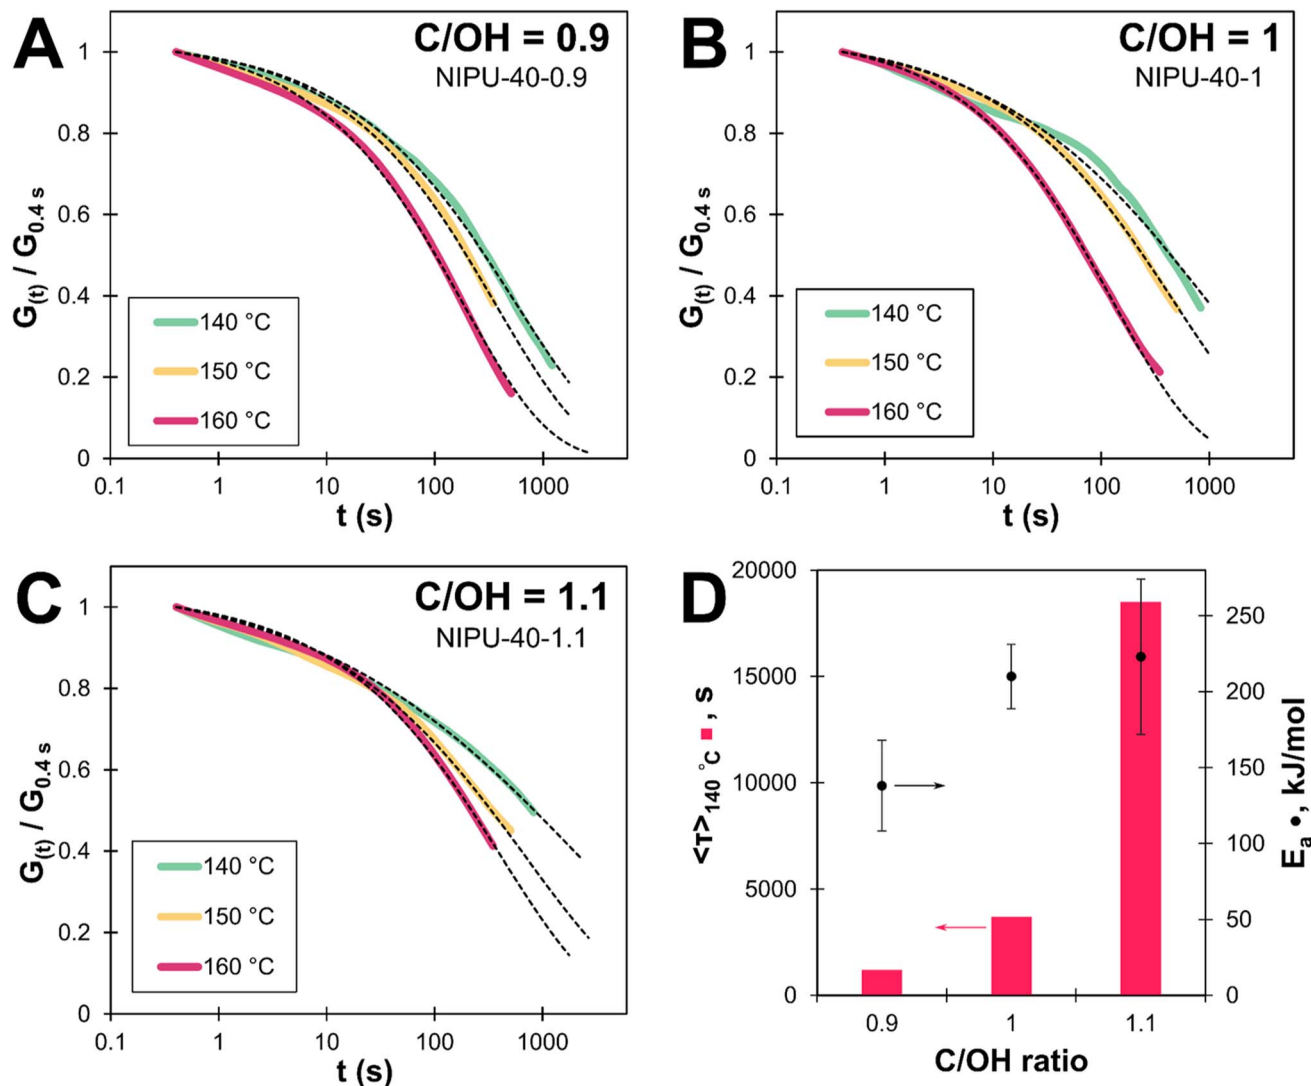 A
C/OH = 0.9
NIPU-40-0.9
G(t) / G0.4 s
1
0.8
0.6
0.4
0.2
0
140 °C
150 °C
160 °C
0.1
1
10
100
1000
t (s)
B
C/OH = 1
NIPU-40-1
G(t) / G0.4 s
1
0.8
0.6
0.4
0.2
0
140 °C
150 °C
160 °C
0.1
1
10
100
1000
t (s)
C
C/OH = 1.1
NIPU-40-1.1
G(t) / G0.4 s
1
0.8
0.6
0.4
0.2
0
140 °C
150 °C
160 °C
0.1
1
10
100
1000
t (s)
D
<τ>140 °C ■, s
20000
15000
10000
5000
0
250
200
150
100
50
0
Ea •, kJ/mol
0.9
1
1.1
C/OH ratio